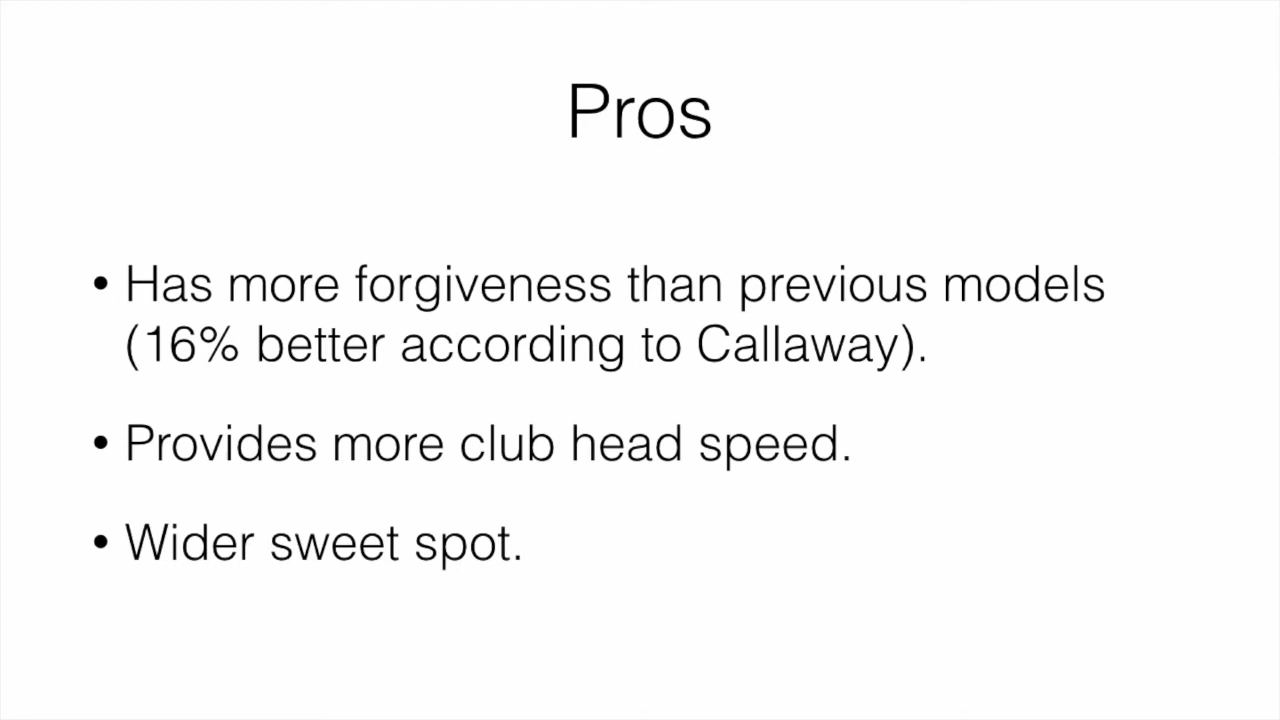 Pros
• Has more forgiveness than previous models
(16% better according to Callaway).
• Provides more club head speed.
• Wider sweet spot.